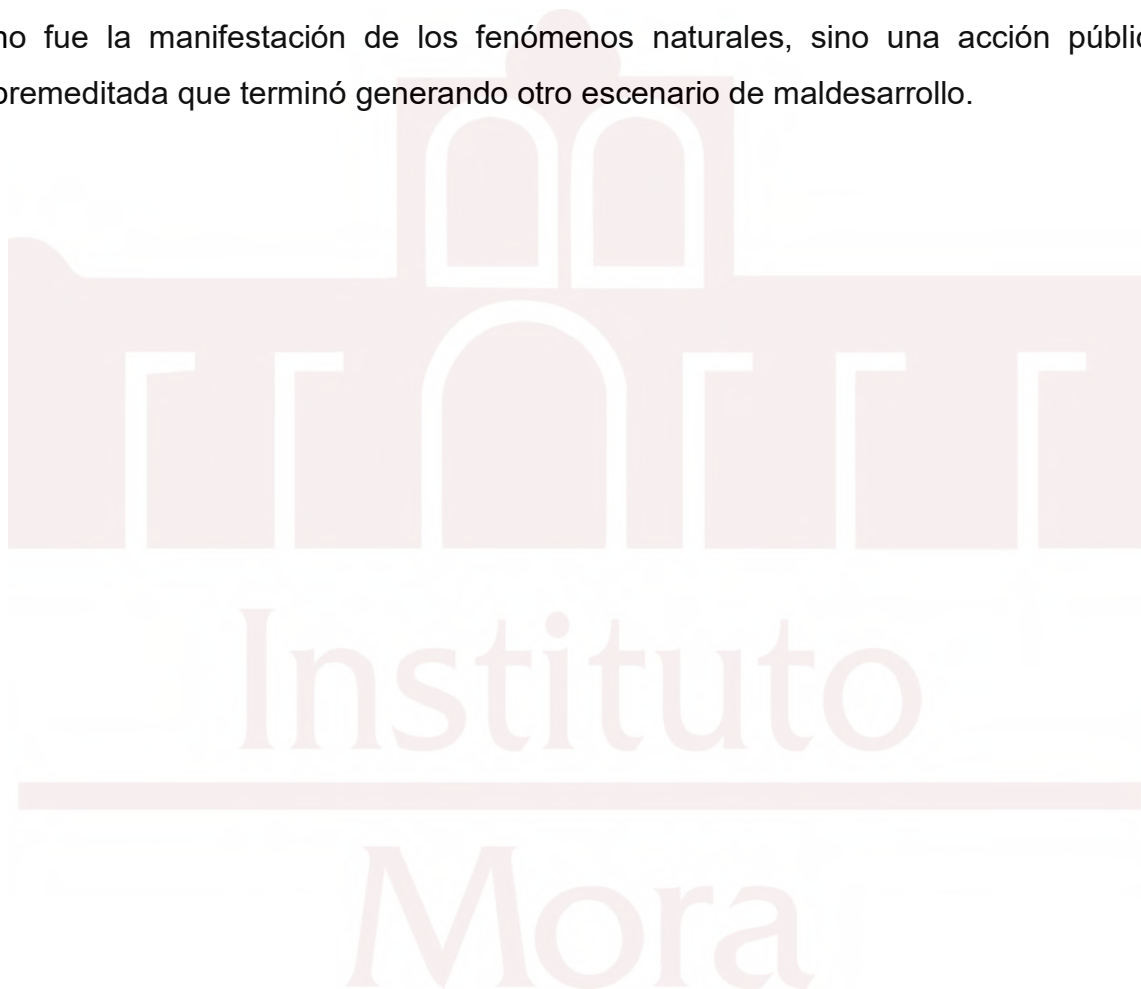 no fue la manifestación de los fenómenos naturales, sino una acción públic
premeditada que terminó generando otro escenario de maldesarrollo.
Instituto
Mora